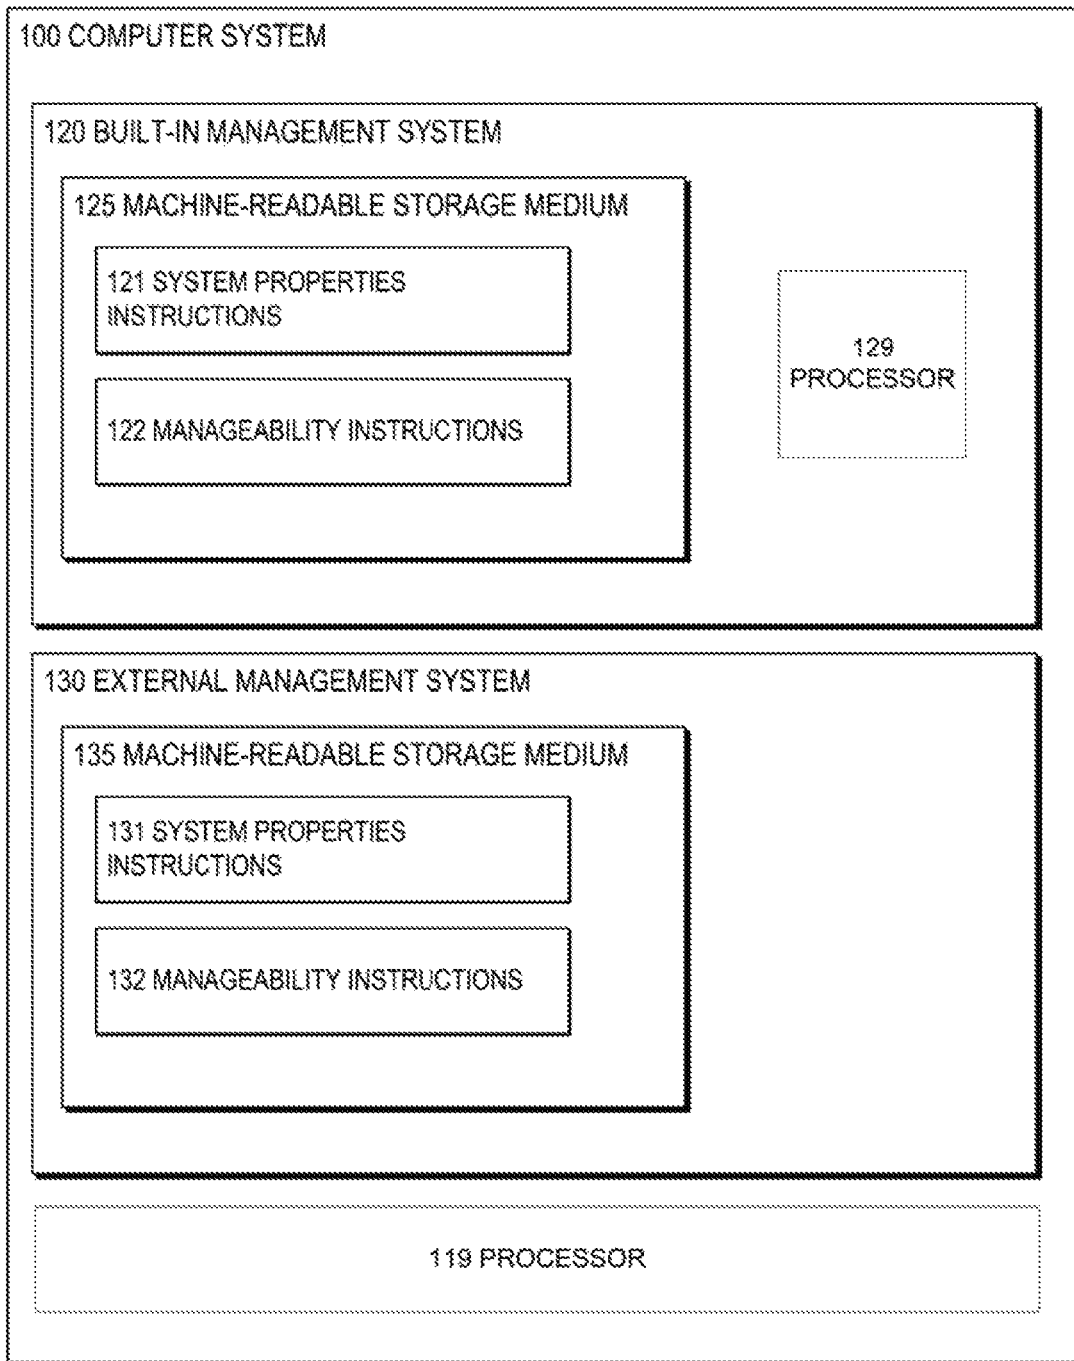 100 COMPUTER SYSTEM
120 BUILT-IN MANAGEMENT SYSTEM
125 MACHINE-READABLE STORAGE MEDIUM
121 SYSTEM PROPERTIES
INSTRUCTIONS
122 MANAGEABILITY INSTRUCTIONS
129
PROCESSOR
130 EXTERNAL MANAGEMENT SYSTEM
135 MACHINE-READABLE STORAGE MEDIUM
131 SYSTEM PROPERTIES
INSTRUCTIONS
132 MANAGEABILITY INSTRUCTIONS
119 PROCESSOR